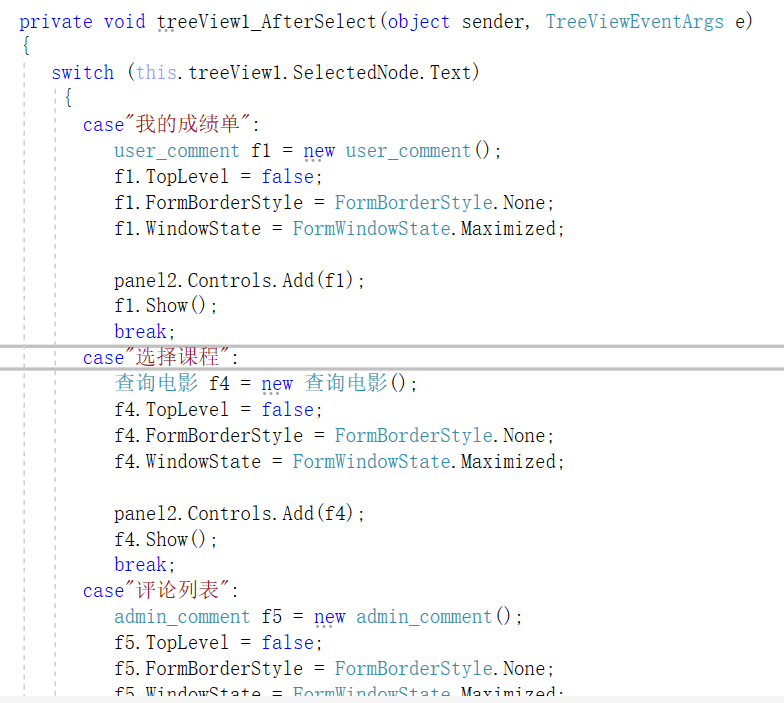 private void treeView1_AfterSelect(object sender, TreeViewEventArgs e)
{
switch (this.treeView1.SelectedNode.Text)
{
case"我的成绩单":
user_comment f1 = new user_comment();
f1.TopLevel = false;
f1.FormBorderStyle = FormBorderStyle.None;
f1.WindowState = FormWindowState.Maximized;
panel2.Controls.Add(f1);
f1.Show();
break;
case"选择课程":
查询电影 f4 = new 查询电影();
f4.TopLevel = false;
f4.FormBorderStyle = FormBorderStyle.None;
f4.WindowState = FormWindowState.Maximized;
panel2.Controls.Add(f4);
f4.Show();
break;
case"评论列表":
admin_comment f5 = new admin_comment();
f5.TopLevel = false;
f5.FormBorderStyle = FormBorderStyle.None;
f5.WindowState = FormWindowState.Maximized;